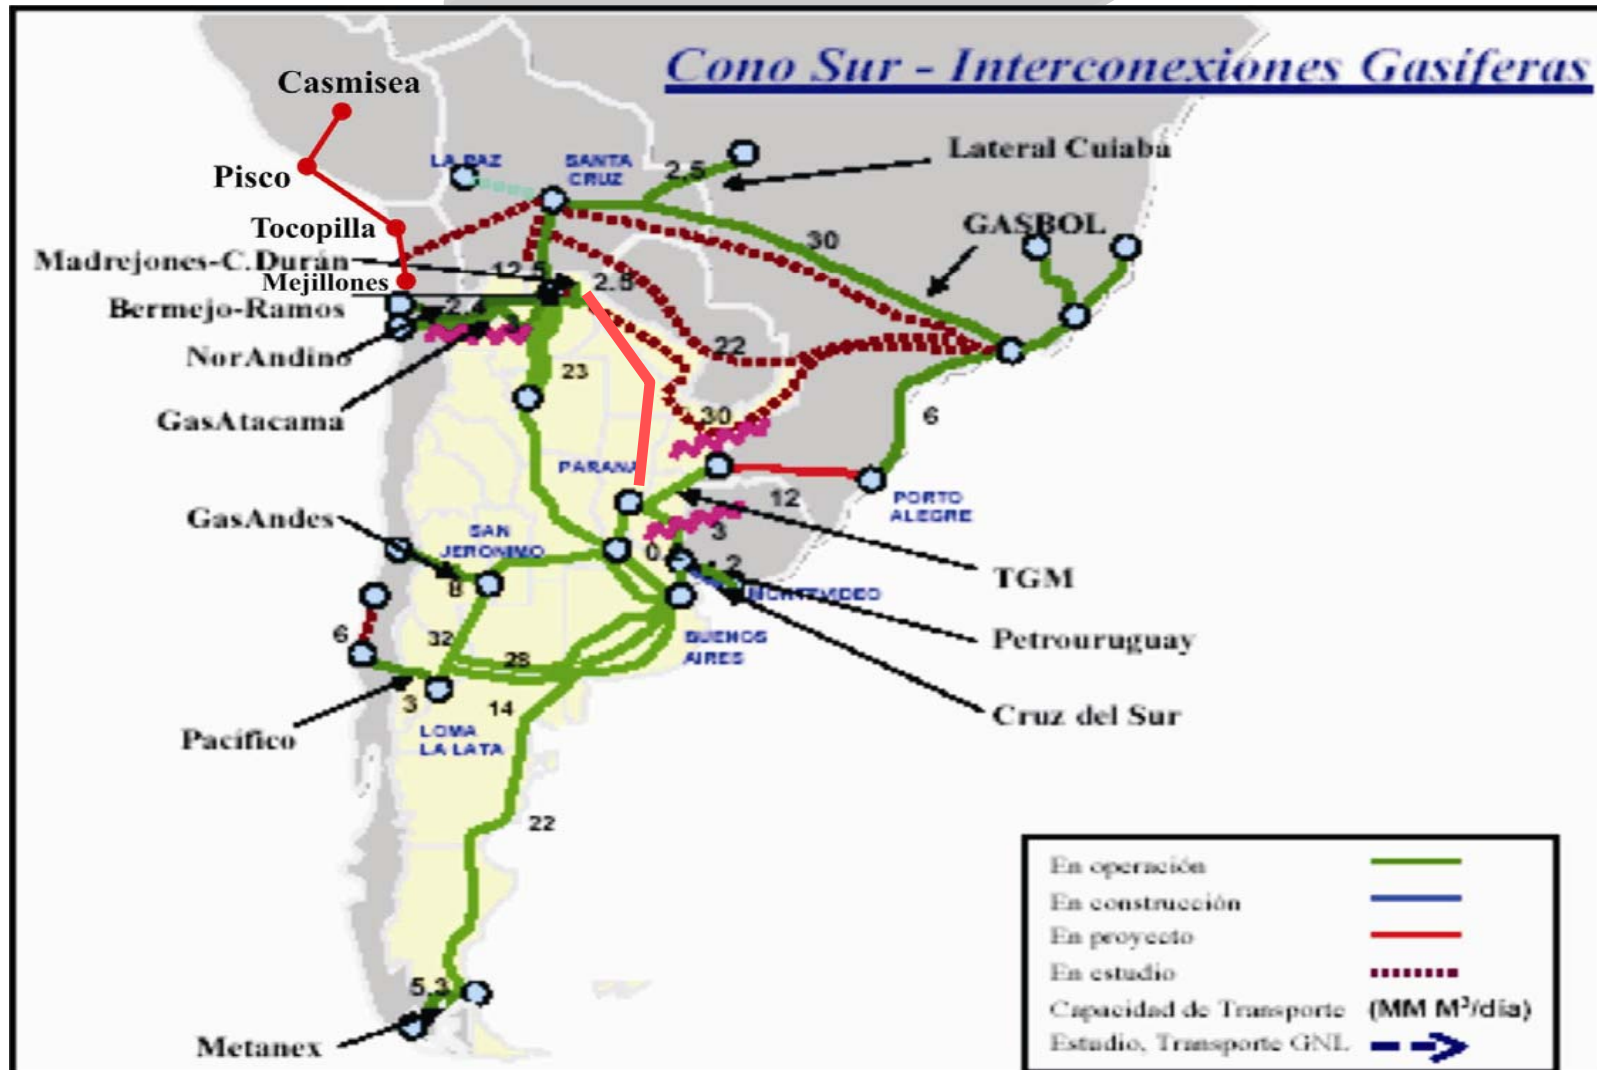 Cono Sur - Interconexiones Gasíferas
Casmisea
Lateral Cuiabá
LA PAZ
SANTA
CRUZ
2,5
Pisco
Tocopilla
GASBOL
30
Madrejones-C.Durán
12,5
2.8
Mejillones
Bermejo-Ramos
2.4
3
NorAndino
22
23
GasAtacama
30
6
PARANA
12
PORTO
ALEGRE
GasAndes
SAN
JERONIMO
3
TGM
8
MONTEVIDEO
6
32
BUENOS
AIRES
Petrouruguay
28
3
14
Cruz del Sur
Pacífico
LOMA
LA LATA
22
En operación
En construcción
En proyecto
En estudio
Capacidad de Transporte (MM M³/día)
Estudio, Transporte GNL
5,3
Metanex